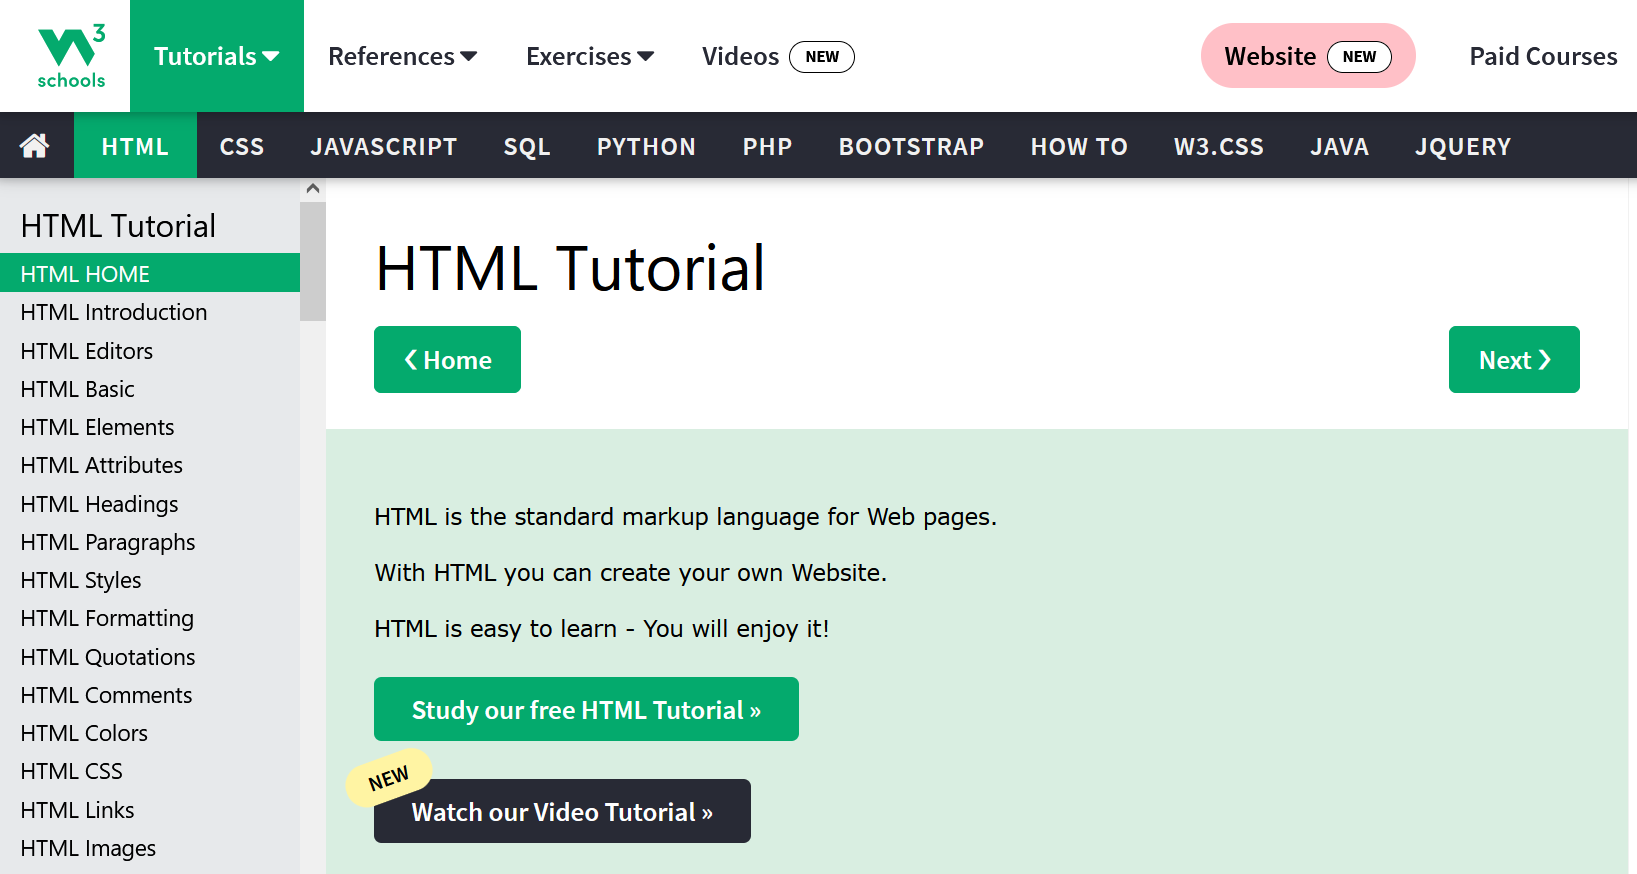 3
schools
Tutorials
References
Exercises
Videos NEW
Website NEW
Paid Courses
HTML
CSS
JAVASCRIPT
SQL
PYTHON
PHP
BOOTSTRAP
HOW TO
W3.CSS
JAVA
JQUERY
HTML Tutorial
HTML HOME
HTML Introduction
HTML Editors
HTML Basic
HTML Elements
HTML Attributes
HTML Headings
HTML Paragraphs
HTML Styles
HTML Formatting
HTML Quotations
HTML Comments
HTML Colors
HTML CSS
HTML Links
HTML Images
HTML Tutorial
❮ Home
Next ❯
HTML is the standard markup language for Web pages.
With HTML you can create your own Website.
HTML is easy to learn - You will enjoy it!
Study our free HTML Tutorial »
NEW
Watch our Video Tutorial »